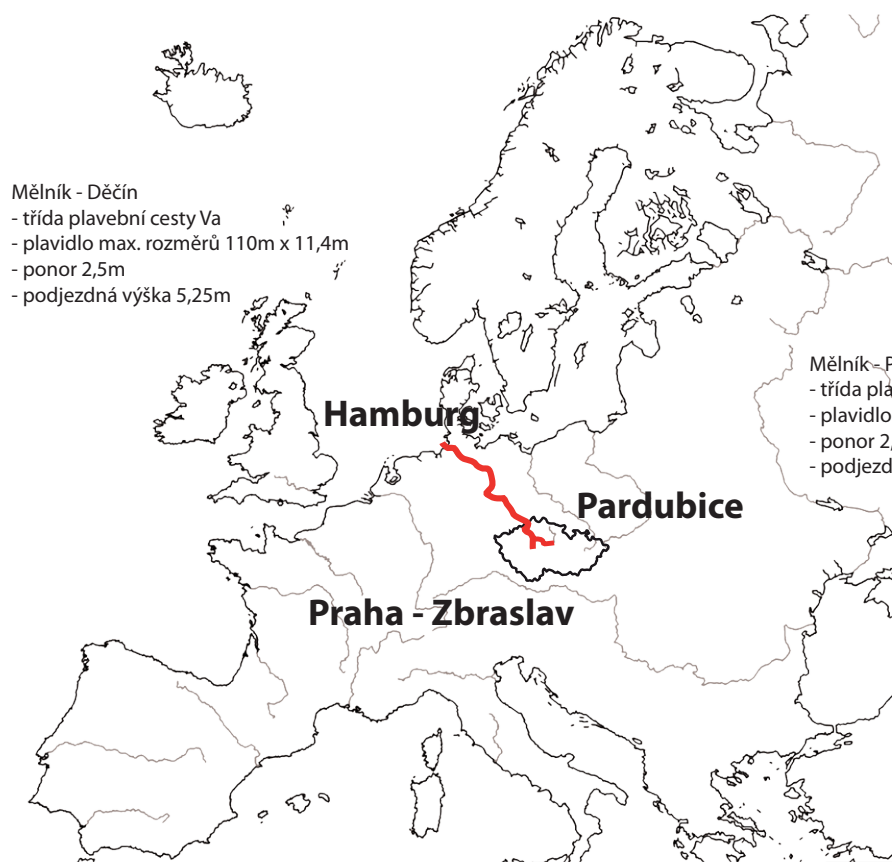 Mělník - Děčín
- třída plavební cesty Va
- plavidlo max. rozměrů 110m x 11,4m
- ponor 2,5m
- podjezdná výška 5,25m
Mělník - P
- třída pla
- plavidlo
- ponor 2,
- podjezd
Hamburg
Pardubice
Praha - Zbraslav